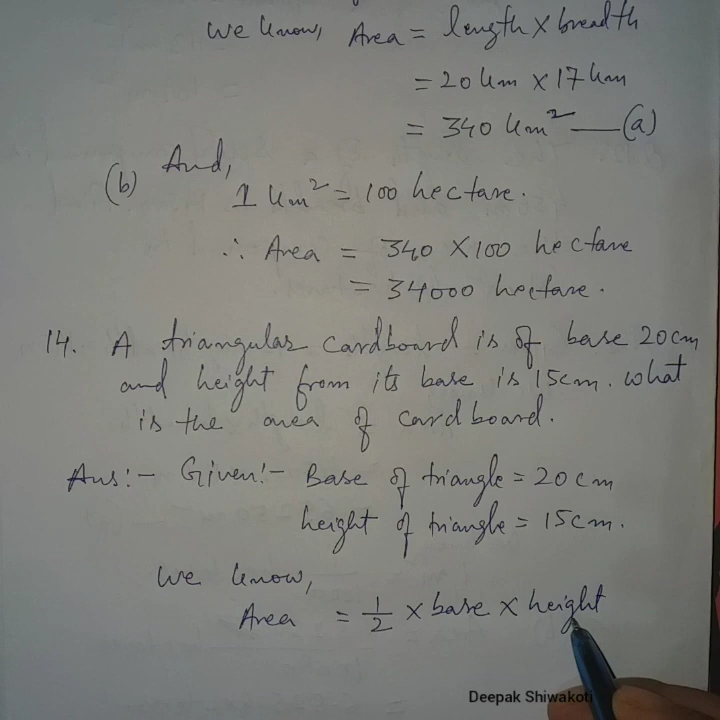 We know, Area = length × breadth
= 20 km × 17 km
= 340 km² — (a)
(b) And,
1 km² = 100 hectare.
∴ Area = 340 × 100 hectare
= 34000 hectare.
14. A triangular cardboard is of base 20cm
and height from its base is 15cm. What
is the area of cardboard.
Ans:- Given:- Base of triangle = 20cm
height of triangle = 15cm.
We know,
Area = 1/2 × base × height
Deepak Shiwakoti